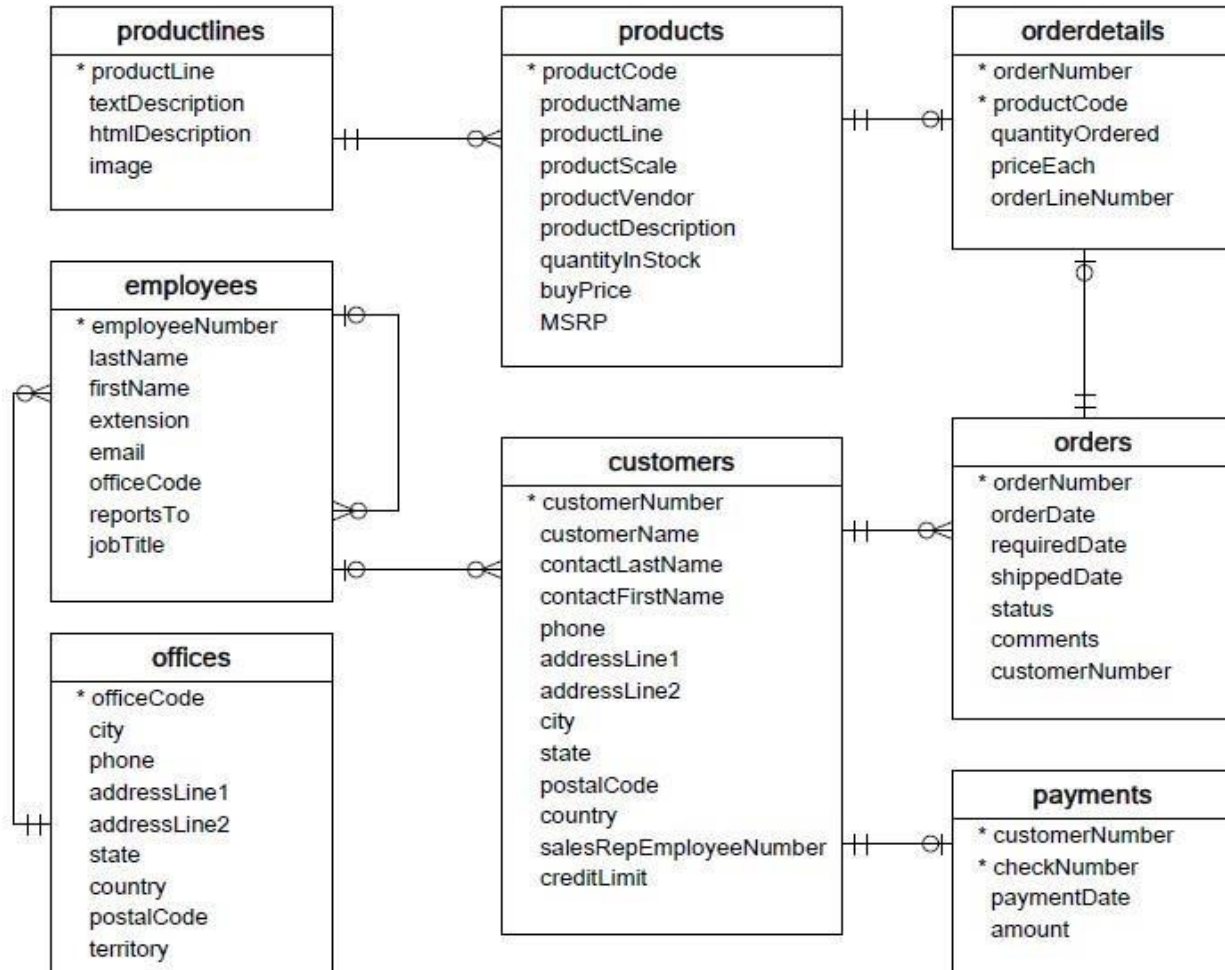 productlines
* productLine
textDescription
htmlDescription
image
products
* productCode
productName
productLine
productScale
productVendor
productDescription
quantityInStock
buyPrice
MSRP
orderdetails
* orderNumber
* productCode
quantityOrdered
priceEach
orderLineNumber
employees
* employeeNumber
lastName
firstName
extension
email
officeCode
reportsTo
jobTitle
customers
* customerNumber
customerName
contactLastName
contactFirstName
phone
addressLine1
addressLine2
city
state
postalCode
country
salesRepEmployeeNumber
creditLimit
orders
* orderNumber
orderDate
requiredDate
shippedDate
status
comments
customerNumber
offices
* officeCode
city
phone
addressLine1
addressLine2
state
country
postalCode
territory
payments
* customerNumber
* checkNumber
paymentDate
amount